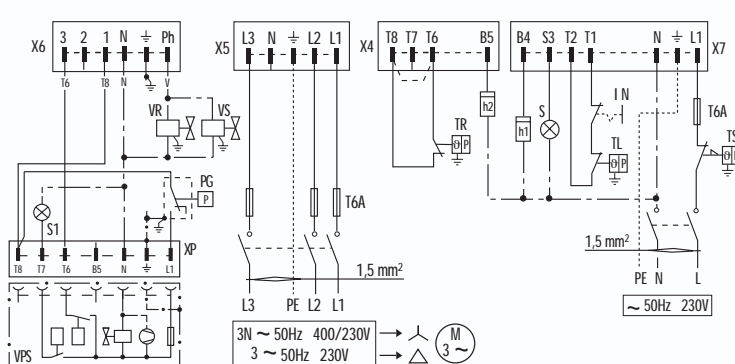 X6 3 2 1 N Ph
T6 T8 N V
VR VS
PG
P
S1
XP
T8 T7 T6 B5 N L1
VPS
X5 L3 N L2 L1
T6A
1,5 mm²
L3 PE L2 L1
3N ~ 50Hz 400/230V
3 ~ 50Hz 230V
M
3 ~
X4 T8 T7 T6 B5
h2
TR
ϑ P
B4 S3 T2 T1 N L1 X7
I N
h1
S
TL
ϑ P
T6A
TS
ϑ
1,5 mm²
PE N L
~ 50Hz 230V